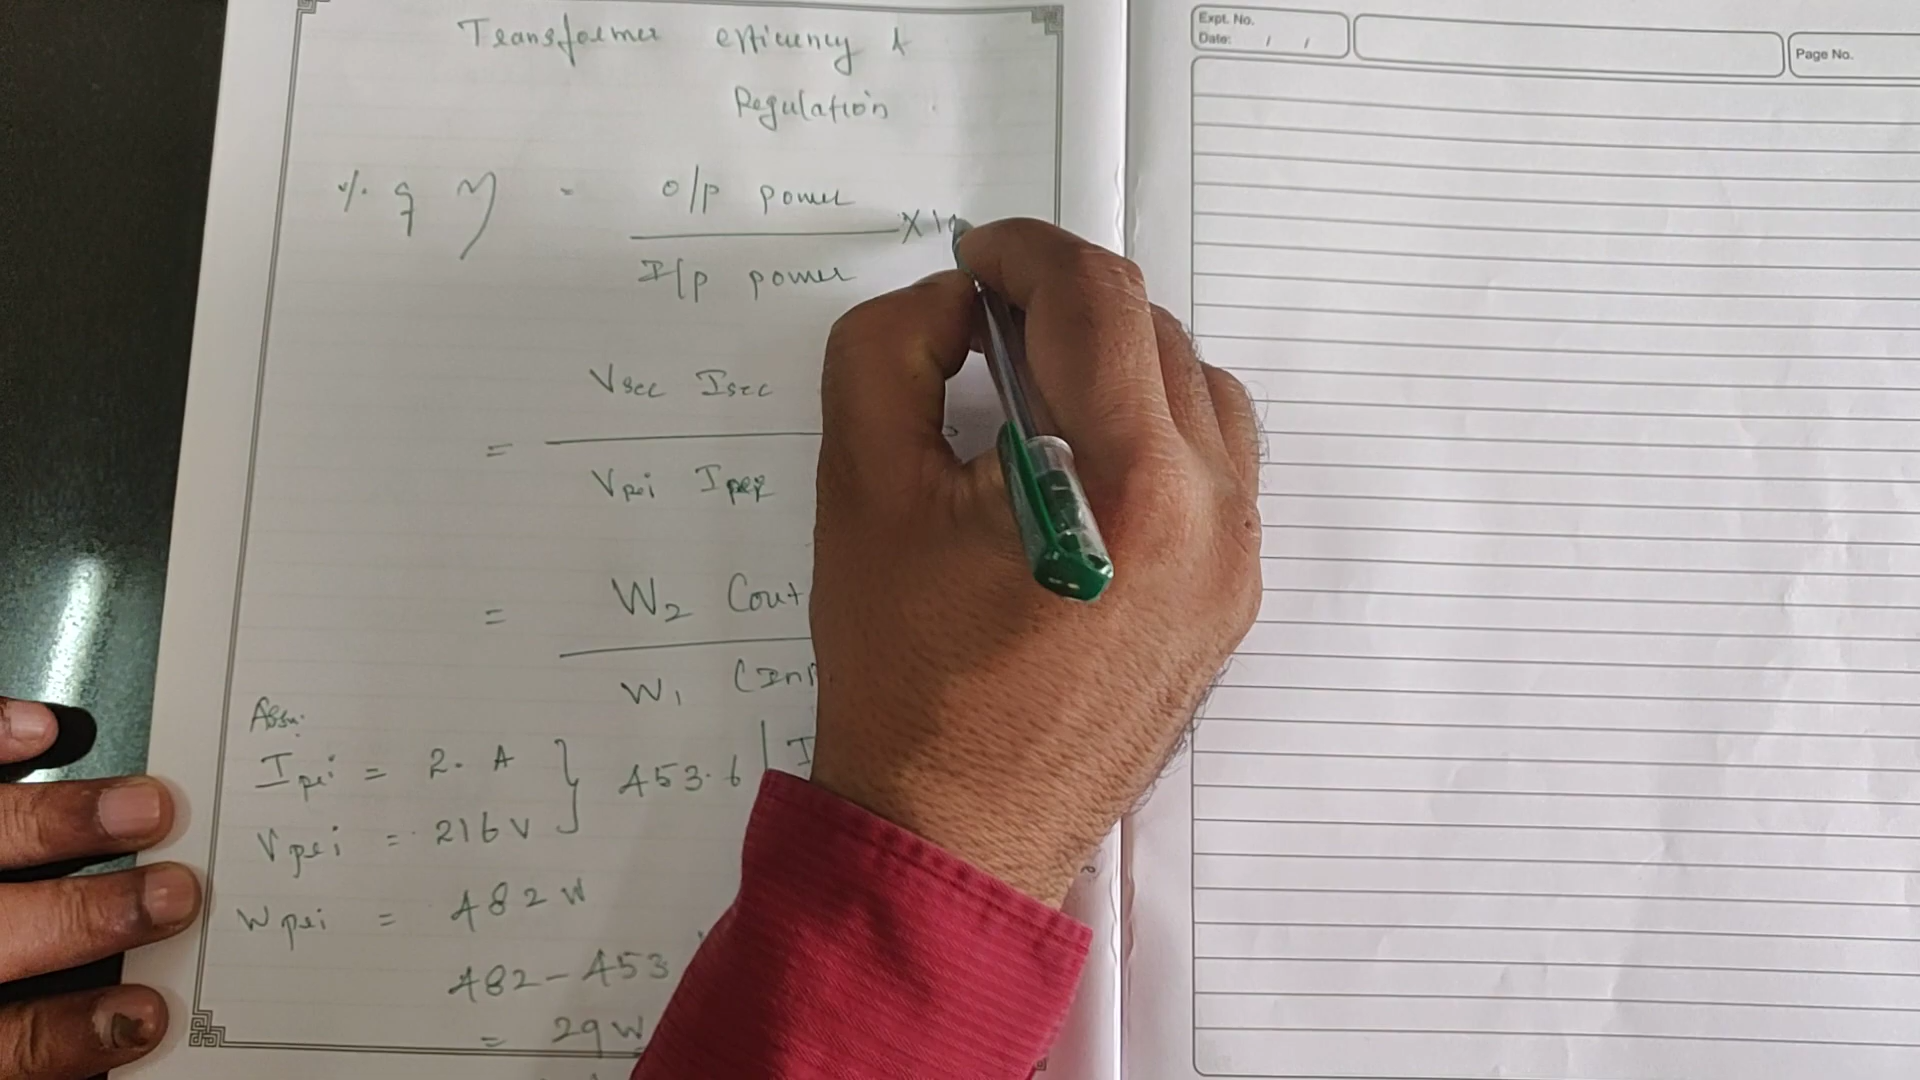 Transformer efficiency &
Regulation
% of η = o/p power X 10
I/p power
= Vsec Isec
Vpri Ipri
= W2 Cout
W1 (Inp
Assu:
Ipri = 2. A } 453.6 | I
Vpri = 216 V
Wpri = 482 W
482 - 453
= 29 W
Expt. No.
Date: / /
Page No.